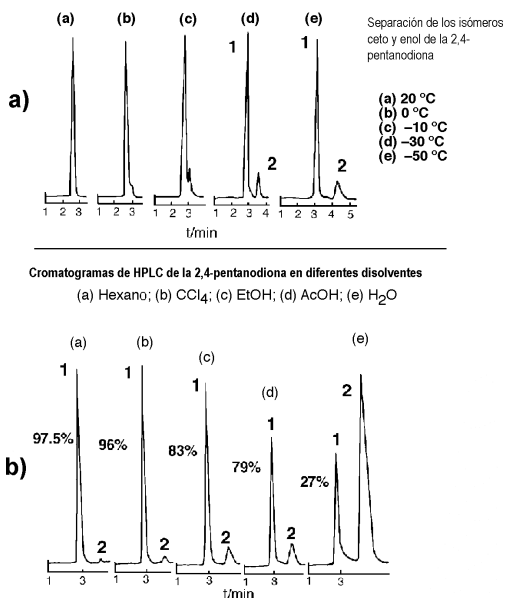 (a) (b) (c) (d) (e)
Separación de los isómeros
ceto y enol de la 2,4-
pentanodiona
1 1
a)
(a) 20 °C
(b) 0 °C
(c) –10 °C
(d) –30 °C
(e) –50 °C
2 2
1 2 3 1 2 3 1 2 3 1 2 3 4 1 2 3 4 5
t/min
Cromatogramas de HPLC de la 2,4-pentanodiona en diferentes disolventes
(a) Hexano; (b) CCl4; (c) EtOH; (d) AcOH; (e) H2O
(a) (b) (c) (d) (e)
1 1 1 1 1 2
97.5% 96% 83% 79% 27%
b)
2 2 2 2
1 3 1 3 1 3 1 3 1 3
t/min